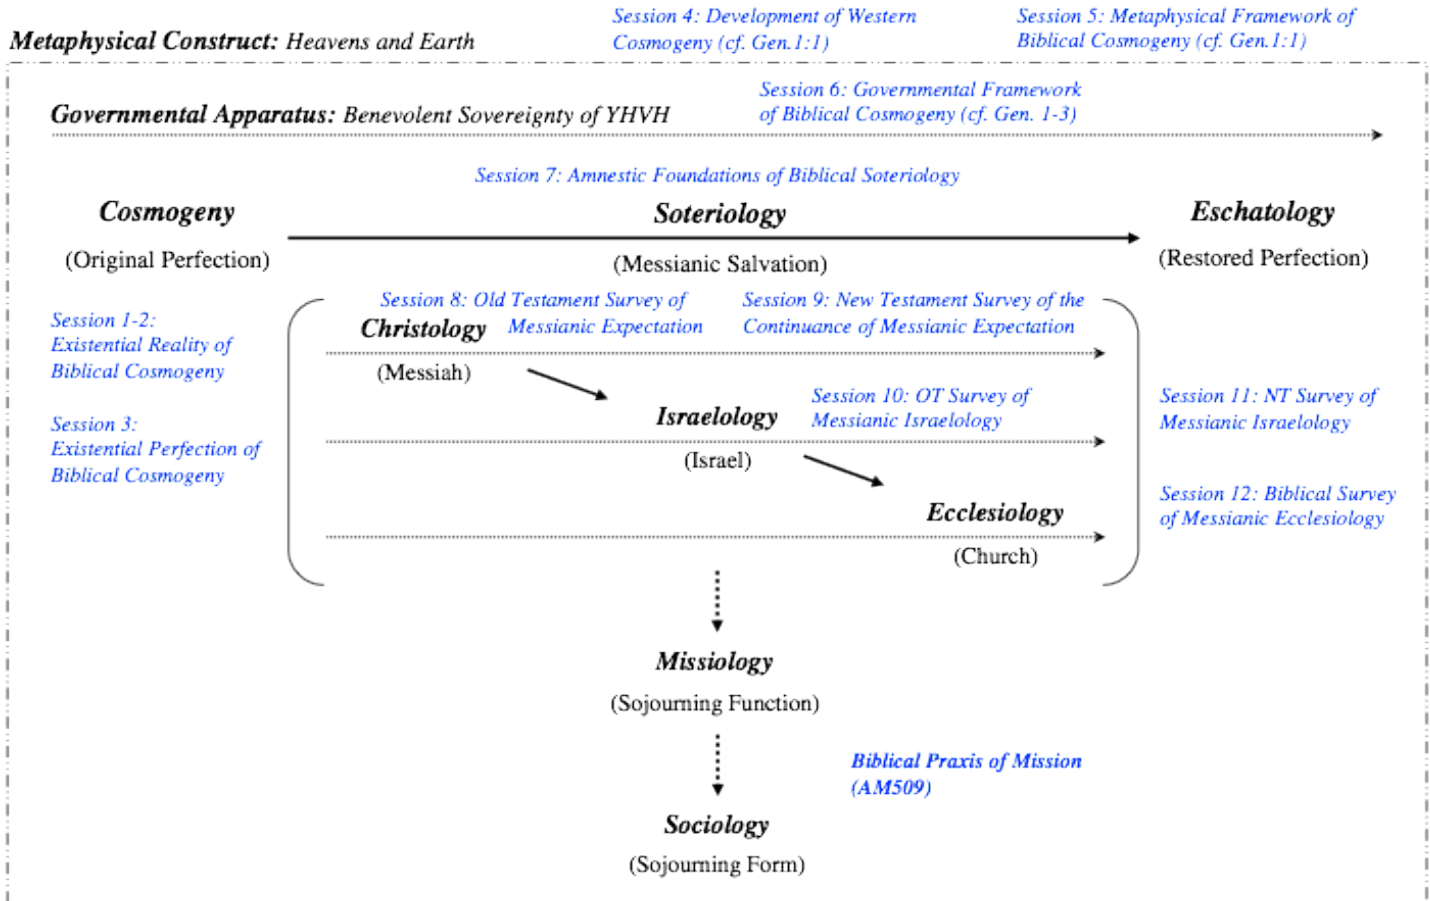 Session 4: Development of Western
Cosmogeny (cf. Gen.1:1)
Session 5: Metaphysical Framework of
Biblical Cosmogeny (cf. Gen.1:1)
Metaphysical Construct: Heavens and Earth
Session 6: Governmental Framework
of Biblical Cosmogeny (cf. Gen. 1-3)
Governmental Apparatus: Benevolent Sovereignty of YHVH
Session 7: Amnestic Foundations of Biblical Soteriology
Cosmogeny
(Original Perfection)
Soteriology
(Messianic Salvation)
Eschatology
(Restored Perfection)
Session 1-2:
Existential Reality of
Biblical Cosmogeny
Session 3:
Existential Perfection of
Biblical Cosmogeny
Session 8: Old Testament Survey of
Messianic Expectation
Session 9: New Testament Survey of the
Continuance of Messianic Expectation
Christology
(Messiah)
Session 10: OT Survey of
Messianic Israelology
Israelology
(Israel)
Session 11: NT Survey of
Messianic Israelology
Ecclesiology
(Church)
Session 12: Biblical Survey
of Messianic Ecclesiology
Missiology
(Sojourning Function)
Biblical Praxis of Mission
(AM509)
Sociology
(Sojourning Form)